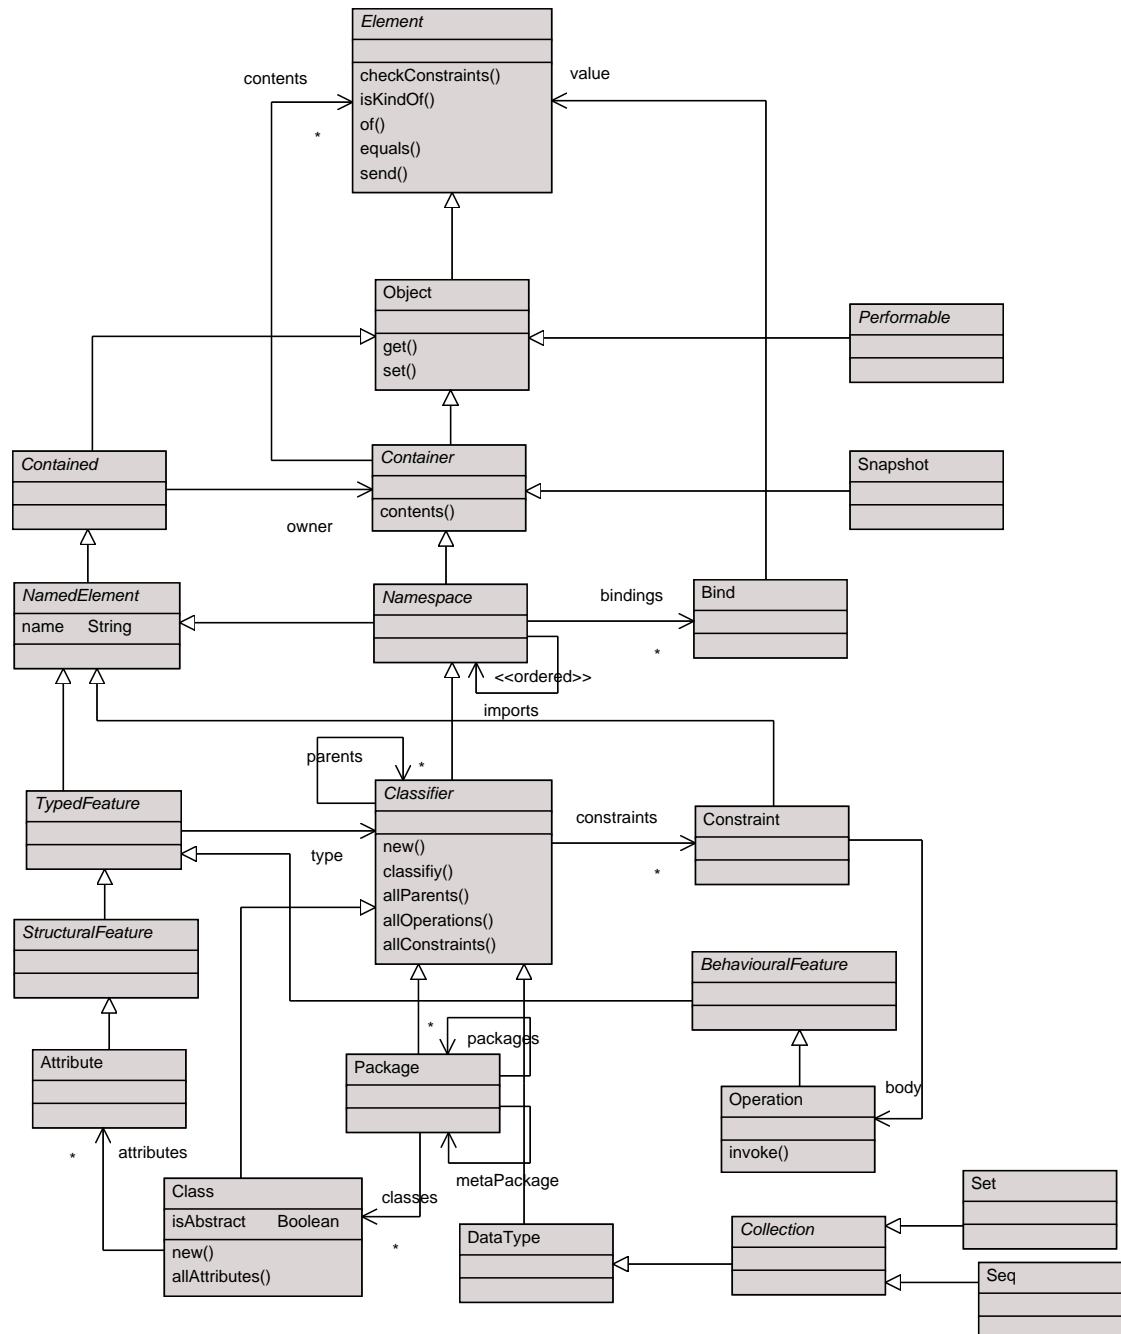 Element
checkConstraints()
isKindOf()
of()
equals()
send()
contents
*
value
Object
get()
set()
Performable
Contained
Container
contents()
Snapshot
owner
NamedElement
name String
Namespace
bindings
*
Bind
<<ordered>>
imports
parents
*
TypedFeature
Classifier
new()
classifiy()
allParents()
allOperations()
allConstraints()
constraints
*
Constraint
type
StructuralFeature
BehaviouralFeature
*
packages
Attribute
Package
body
Operation
invoke()
attributes
*
metaPackage
classes
*
Class
isAbstract Boolean
new()
allAttributes()
DataType
Collection
Set
Seq